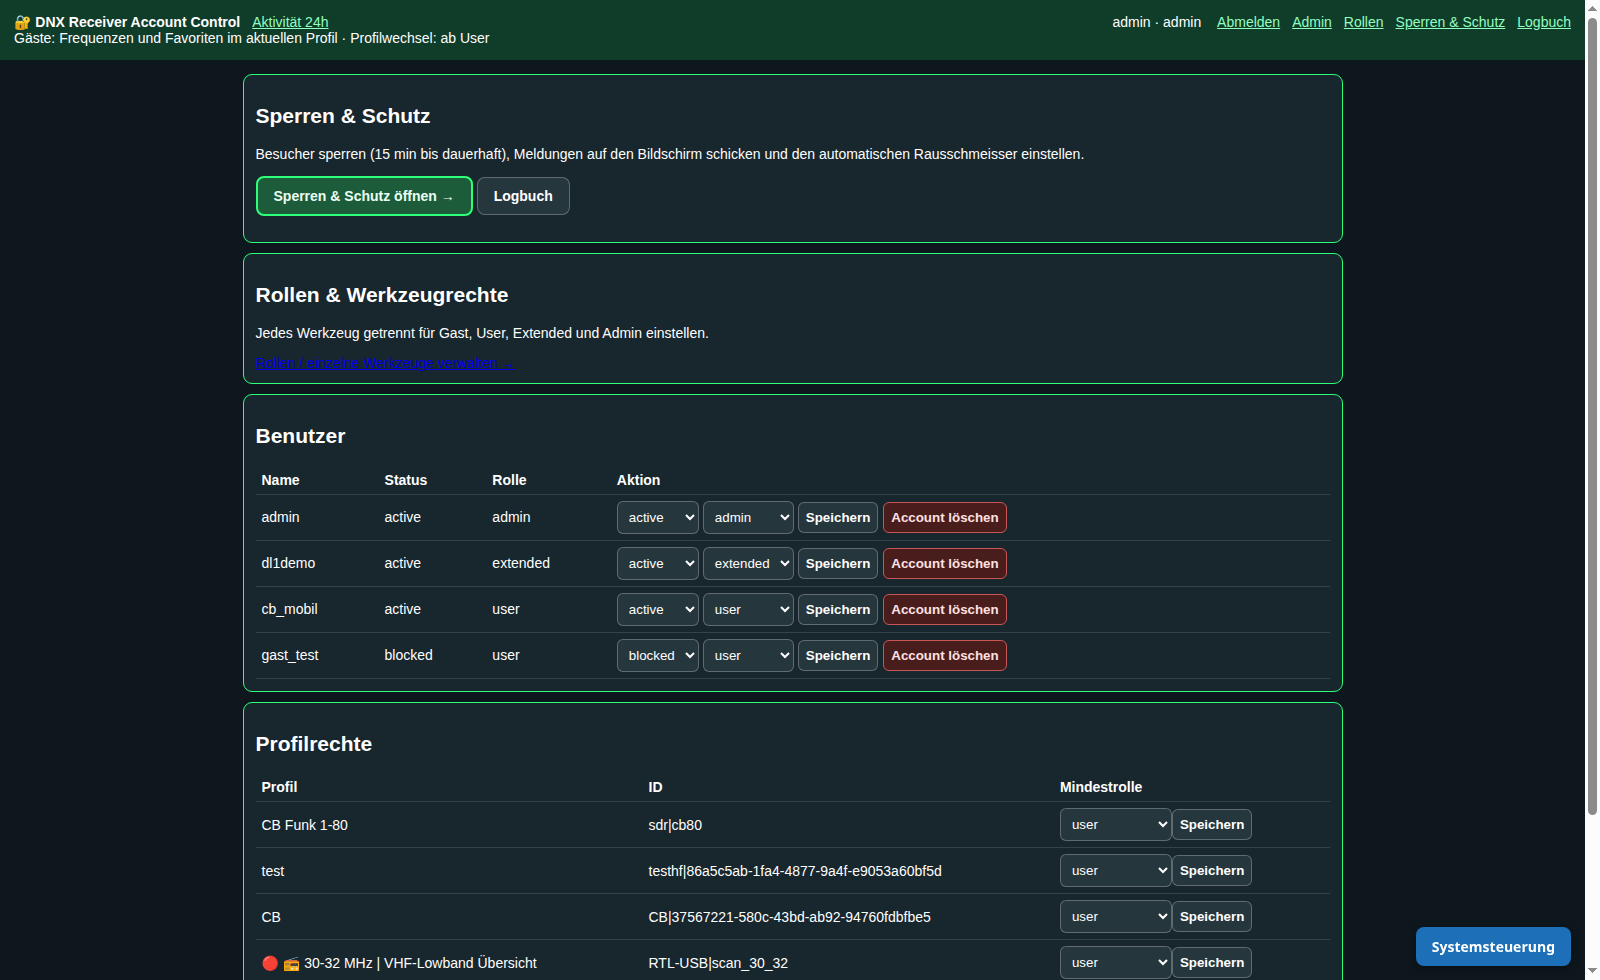 🔐 DNX Receiver Account Control Aktivität 24h
admin · admin Abmelden Admin Rollen Sperren & Schutz Logbuch
Gäste: Frequenzen und Favoriten im aktuellen Profil · Profilwechsel: ab User
Sperren & Schutz
Besucher sperren (15 min bis dauerhaft), Meldungen auf den Bildschirm schicken und den automatischen Rausschmeisser einstellen.
Sperren & Schutz öffnen → Logbuch
Rollen & Werkzeugrechte
Jedes Werkzeug getrennt für Gast, User, Extended und Admin einstellen.
Rollen / einzelne Werkzeuge verwalten →
Benutzer
Name Status Rolle Aktion
admin active admin active admin Speichern Account löschen
dl1demo active extended active extended Speichern Account löschen
cb_mobil active user active user Speichern Account löschen
gast_test blocked user blocked user Speichern Account löschen
Profilrechte
Profil ID Mindestrolle
CB Funk 1-80 sdr|cb80 user Speichern
test testhf|86a5c5ab-1fa4-4877-9a4f-e9053a60bf5d user Speichern
CB CB|37567221-580c-43bd-ab92-94760fdbfbe5 user Speichern
🔴 📻 30-32 MHz | VHF-Lowband Übersicht RTL-USB|scan_30_32 user Speichern
Systemsteuerung